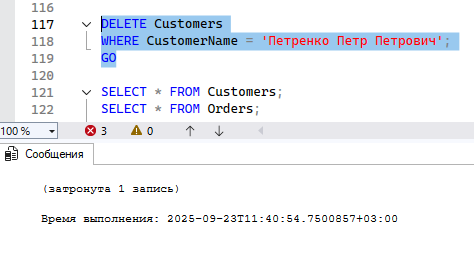 116
117 DELETE Customers
118 WHERE CustomerName = 'Петренко Петр Петрович';
119 GO
120
121 SELECT * FROM Customers;
122 SELECT * FROM Orders;
100 % 3 0
Сообщения
(затронута 1 запись)
Время выполнения: 2025-09-23T11:40:54.7500857+03:00